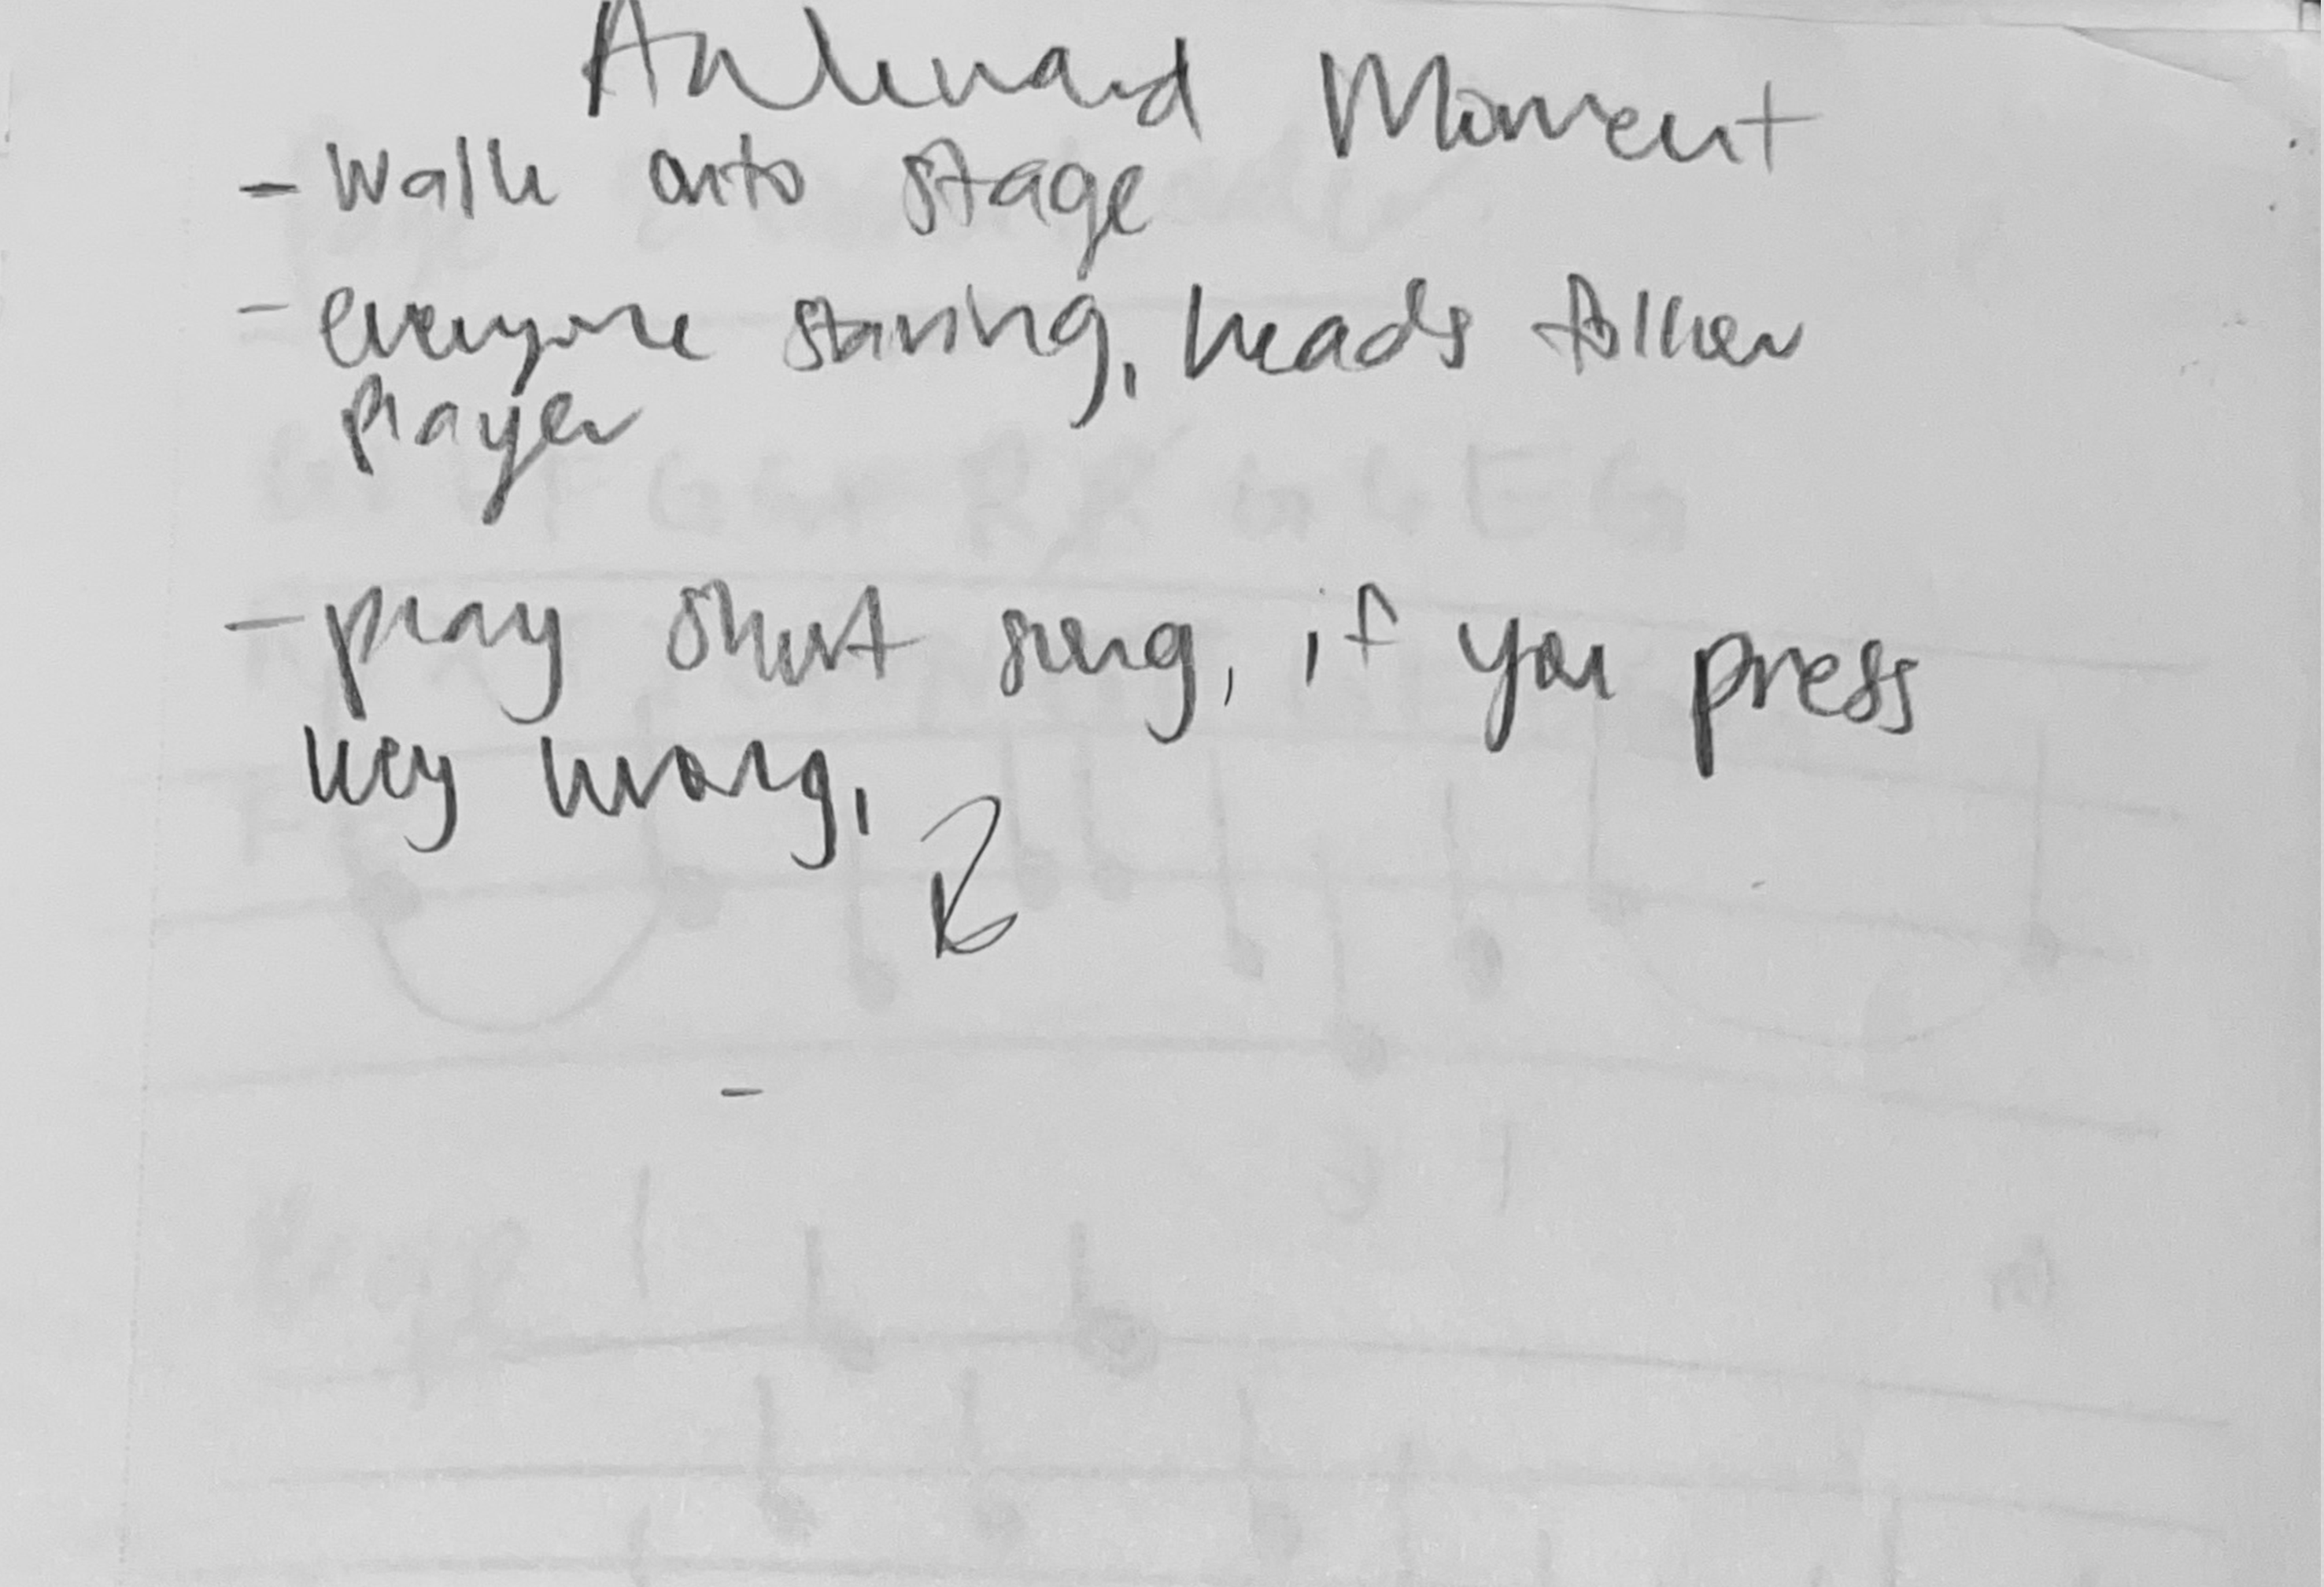 Awkward Moment
- Walk onto stage
- everyone staring, heads follow
player
- play short song, if you press
key wrong,